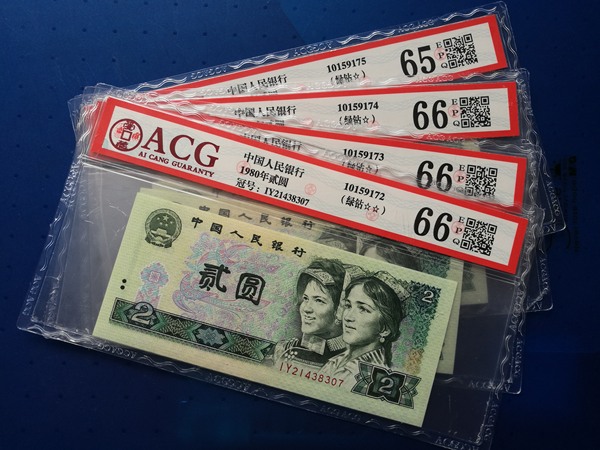 中国人民银行
10159175
(绿钻☆)
65
EPQ
中国人民银行
10159174
(绿钻☆☆)
66
EPQ
10159173
(绿钻☆☆)
66
EPQ
ACG
AI CANG GUARANTY
中国人民银行
1980年贰圆
冠号:IY21438307
10159172
(绿钻☆☆)
66
EPQ
中国人民银行
贰圆
2
2
2
IY21438307